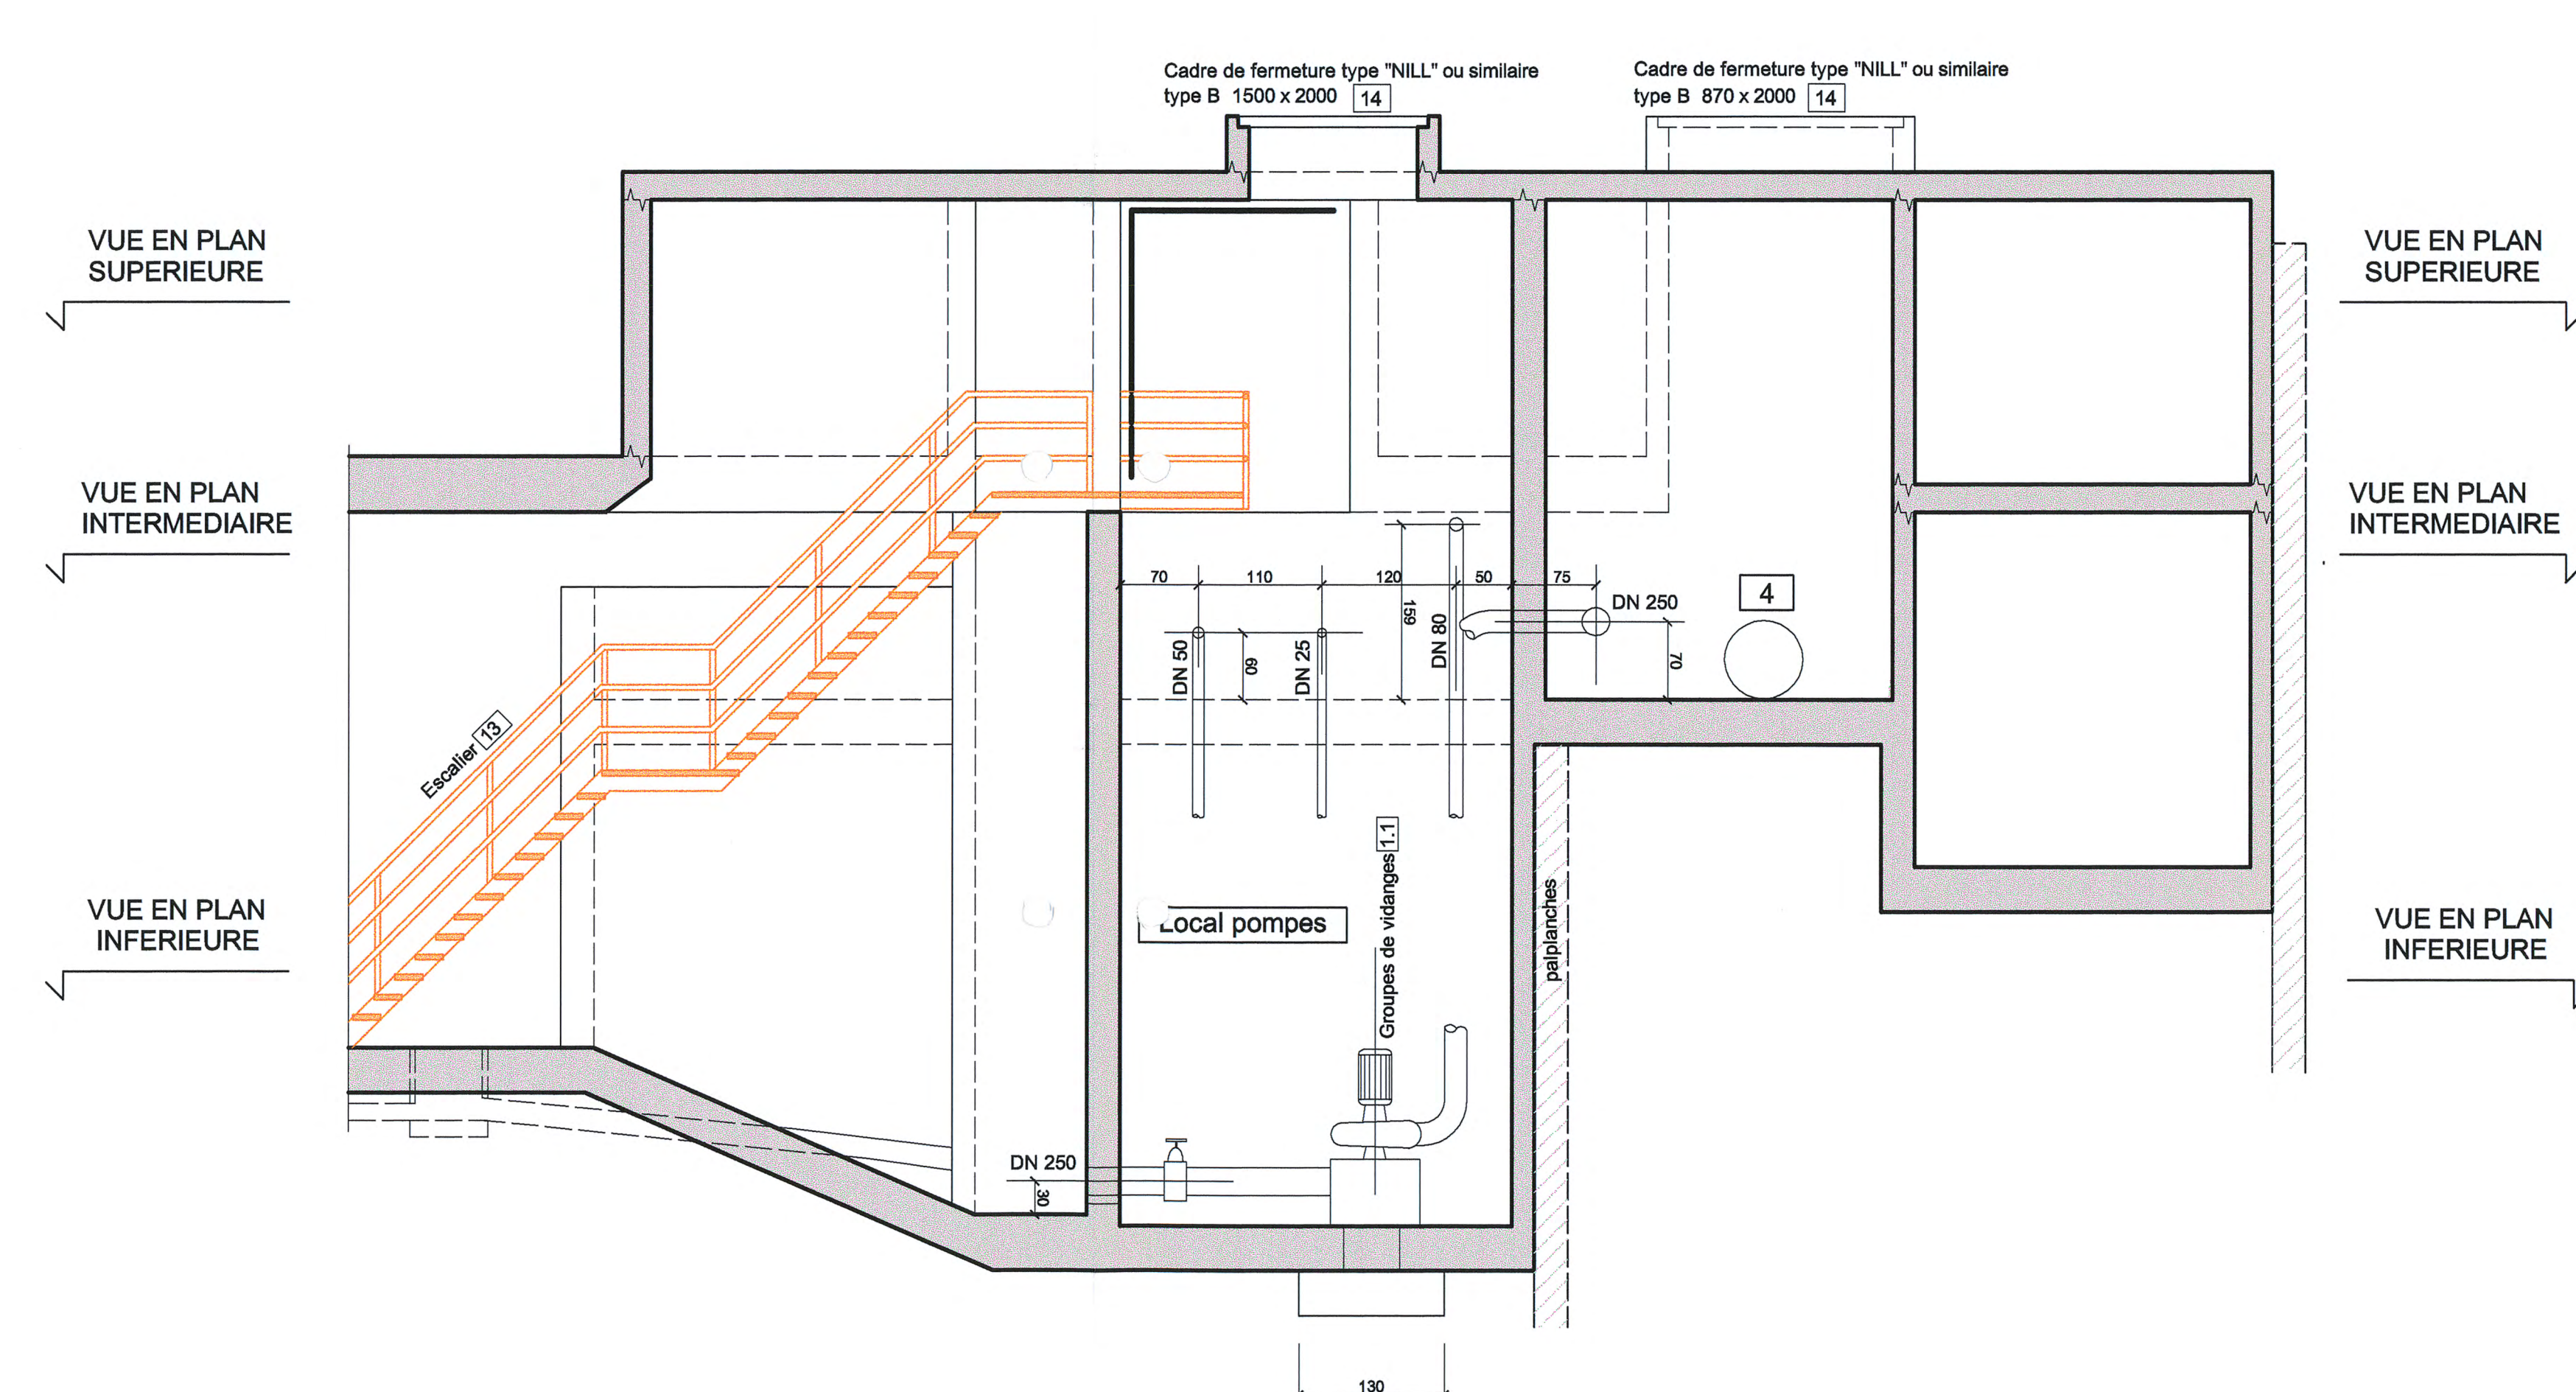 Cadre de fermeture type "NILL" ou similaire
type B 1500 x 2000 14
Cadre de fermeture type "NILL" ou similaire
type B 870 x 2000 14
VUE EN PLAN
SUPERIEURE
VUE EN PLAN
SUPERIEURE
VUE EN PLAN
INTERMEDIAIRE
VUE EN PLAN
INTERMEDIAIRE
70 110 120 50 75
159
DN 250
4
DN 50
60
DN 25
DN 80
70
Escalier 13
Groupes de vidanges 1.1
palplanches
Local pompes
VUE EN PLAN
INFERIEURE
VUE EN PLAN
INFERIEURE
DN 250
30
130